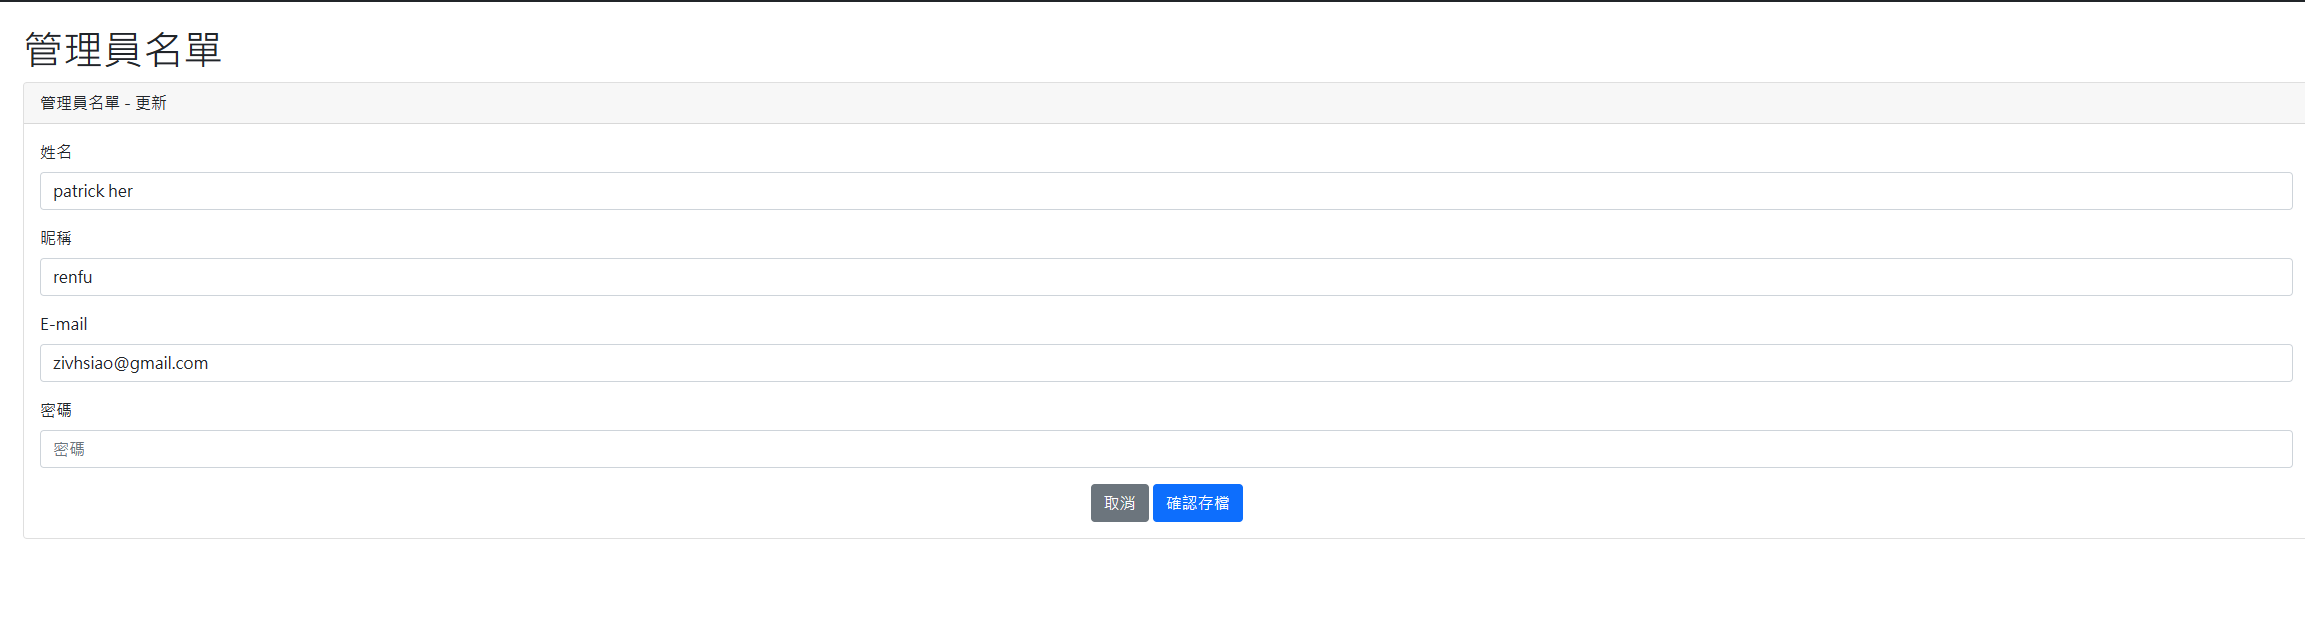 管理員名單
管理員名單 - 更新
姓名
patrick her
昵稱
renfu
E-mail
zivhsiao@gmail.com
密碼
密碼
取消 確認存檔